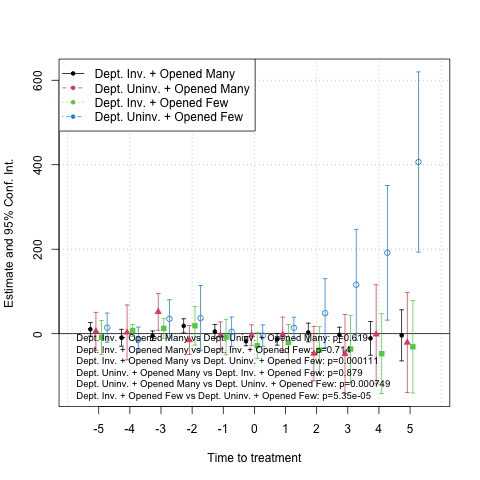 Dept. Inv. + Opened Many
Dept. Uninv. + Opened Many
Dept. Inv. + Opened Few
Dept. Uninv. + Opened Few
Estimate and 95% Conf. Int.
600
400
200
0
Dept. Inv. + Opened Many vs Dept. Uninv. + Opened Many: p=0.619
Dept. Inv. + Opened Many vs Dept. Inv. + Opened Few: p=0.714
Dept. Inv. + Opened Many vs Dept. Uninv. + Opened Few: p=0.000111
Dept. Uninv. + Opened Many vs Dept. Inv. + Opened Few: p=0.879
Dept. Uninv. + Opened Many vs Dept. Uninv. + Opened Few: p=0.000749
Dept. Inv. + Opened Few vs Dept. Uninv. + Opened Few: p=5.35e-05
-5 -4 -3 -2 -1 0 1 2 3 4 5
Time to treatment